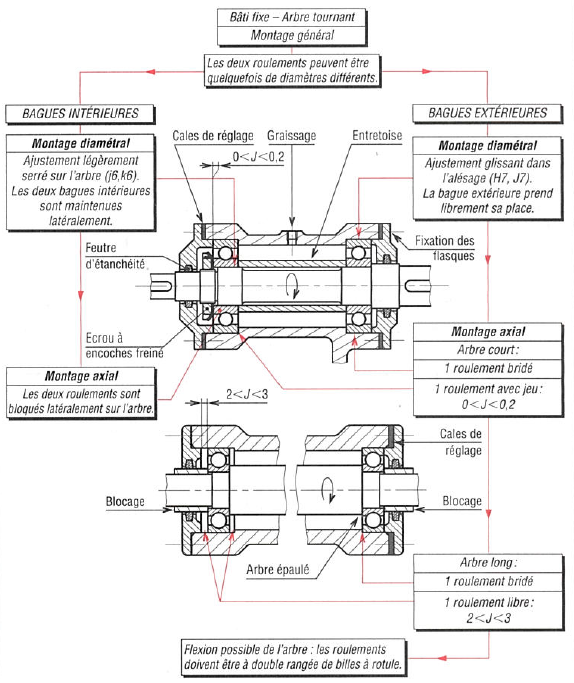 Bâti fixe – Arbre tournant
Montage général
Les deux roulements peuvent être
quelquefois de diamètres différents.
BAGUES INTÉRIEURES
Montage diamétral
Ajustement légèrement
serré sur l'arbre (j6,k6).
Les deux bagues intérieures
sont maintenues
latéralement.
Cales de réglage
Graissage
Entretoise
0<J<0,2
BAGUES EXTÉRIEURES
Montage diamétral
Ajustement glissant dans
l'alésage (H7, J7).
La bague extérieure prend
librement sa place.
Feutre
d'étanchéité
Fixation des
flasques
Ecrou à
encoches freiné
Montage axial
Les deux roulements sont
bloqués latéralement sur l'arbre.
Montage axial
Arbre court :
1 roulement bridé
1 roulement avec jeu :
0<J<0,2
2<J<3
Cales de
réglage
Blocage
Blocage
Arbre épaulé
Arbre long :
1 roulement bridé
1 roulement libre :
2<J<3
Flexion possible de l'arbre : les roulements
doivent être à double rangée de billes à rotule.